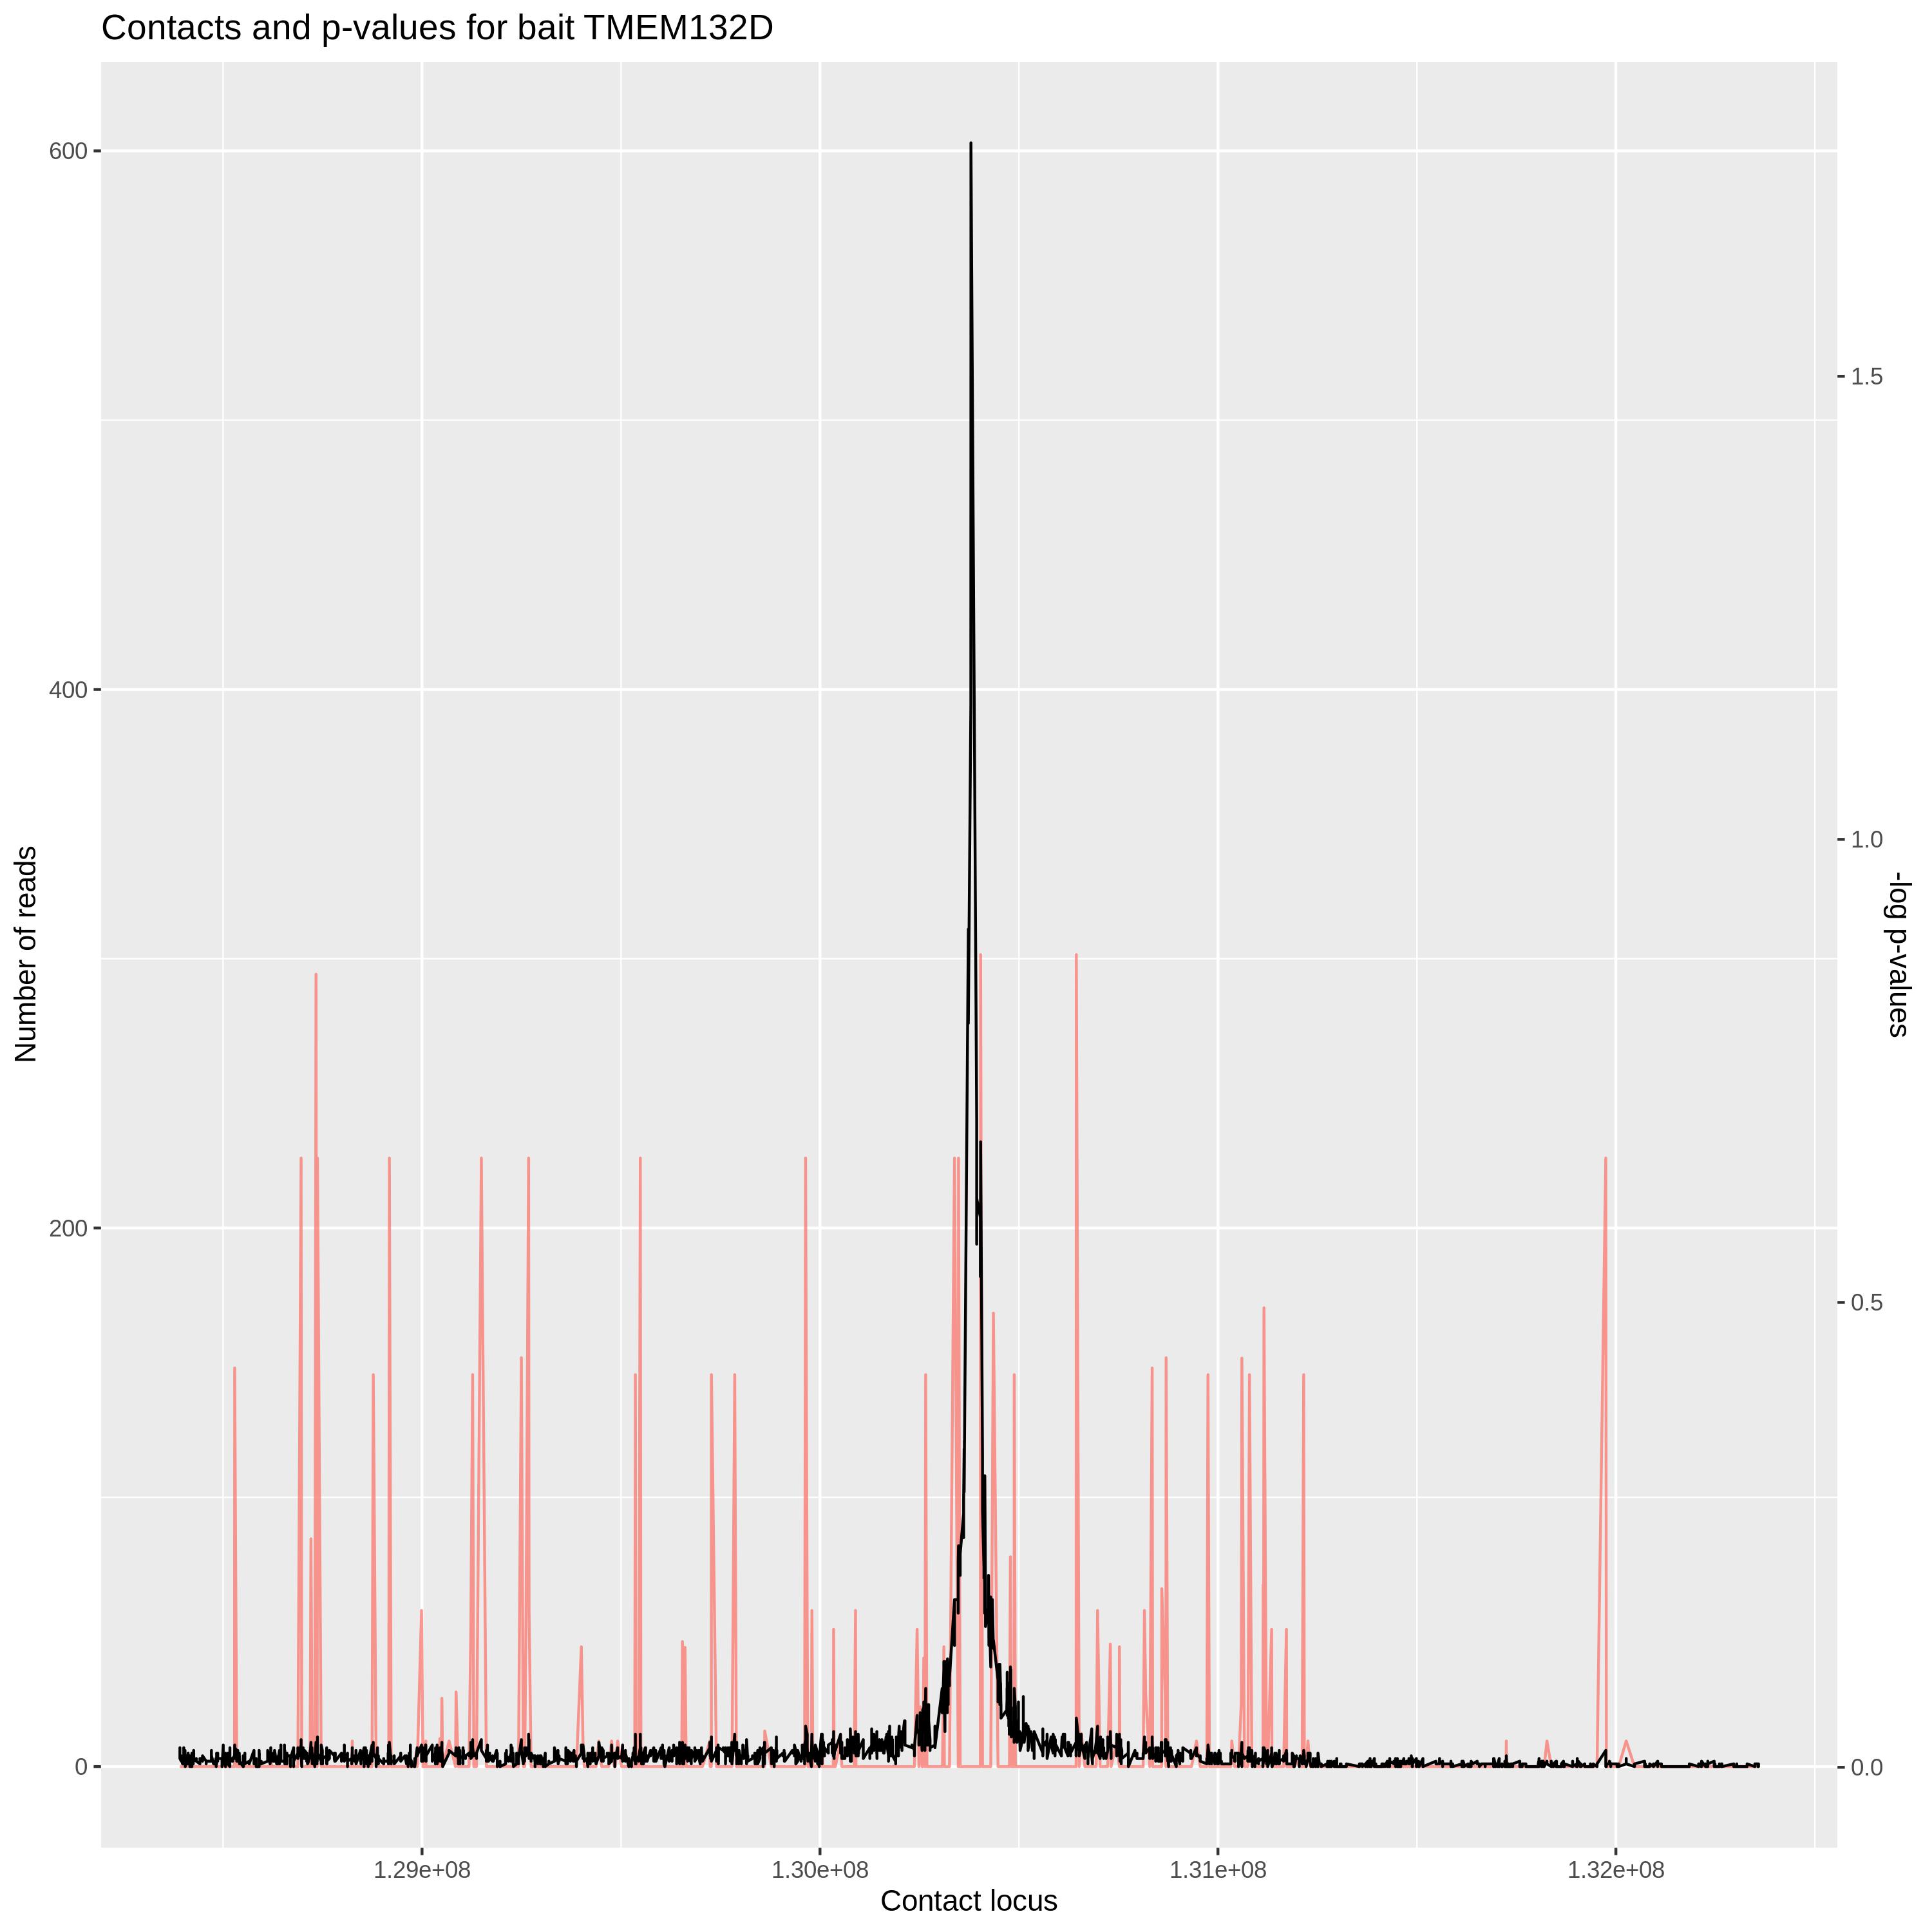 Contacts and p-values for bait TMEM132D
600
400
200
0
Number of reads
1.5
1.0
0.5
0.0
-log p-values
1.29e+08
1.30e+08
1.31e+08
1.32e+08
Contact locus